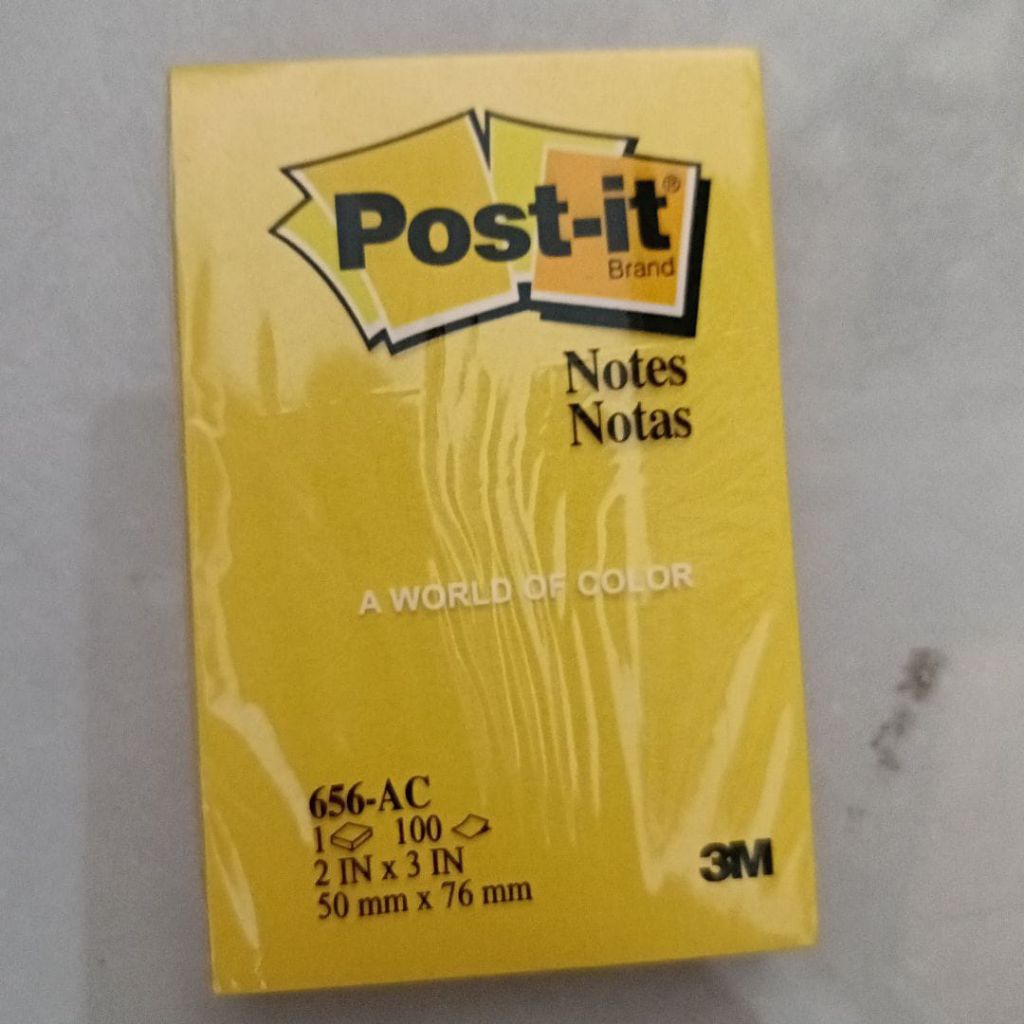 Post-it®
Brand
Notes
Notas
A WORLD OF COLOR
656-AC
1 100
2 IN x 3 IN
50 mm x 76 mm
3M